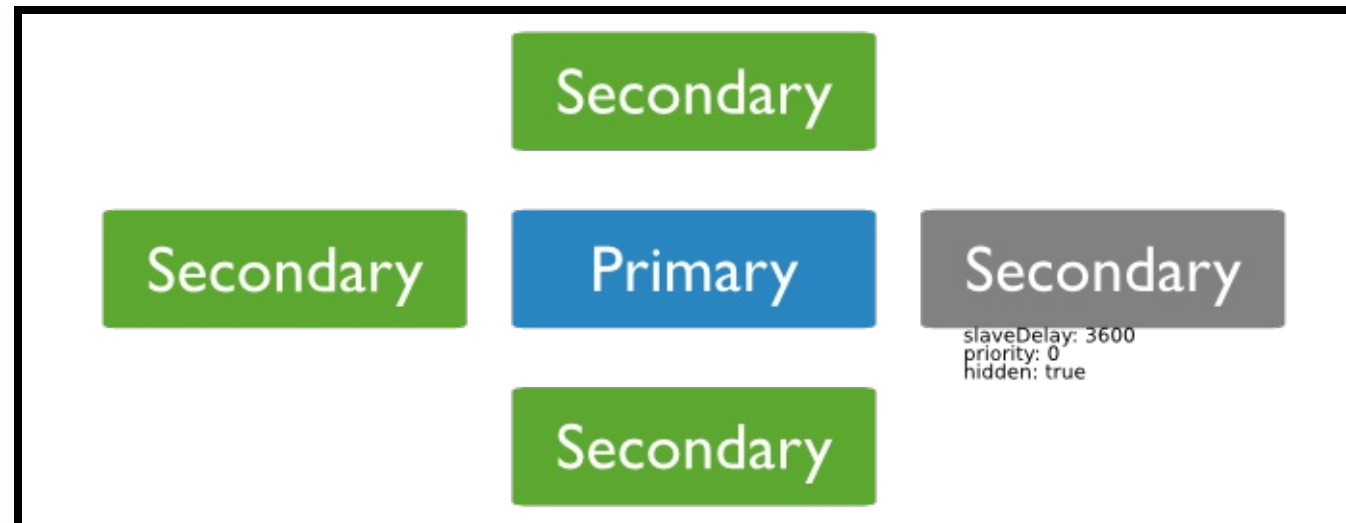 Secondary
Secondary
Primary
Secondary
slaveDelay: 3600
priority: 0
hidden: true
Secondary